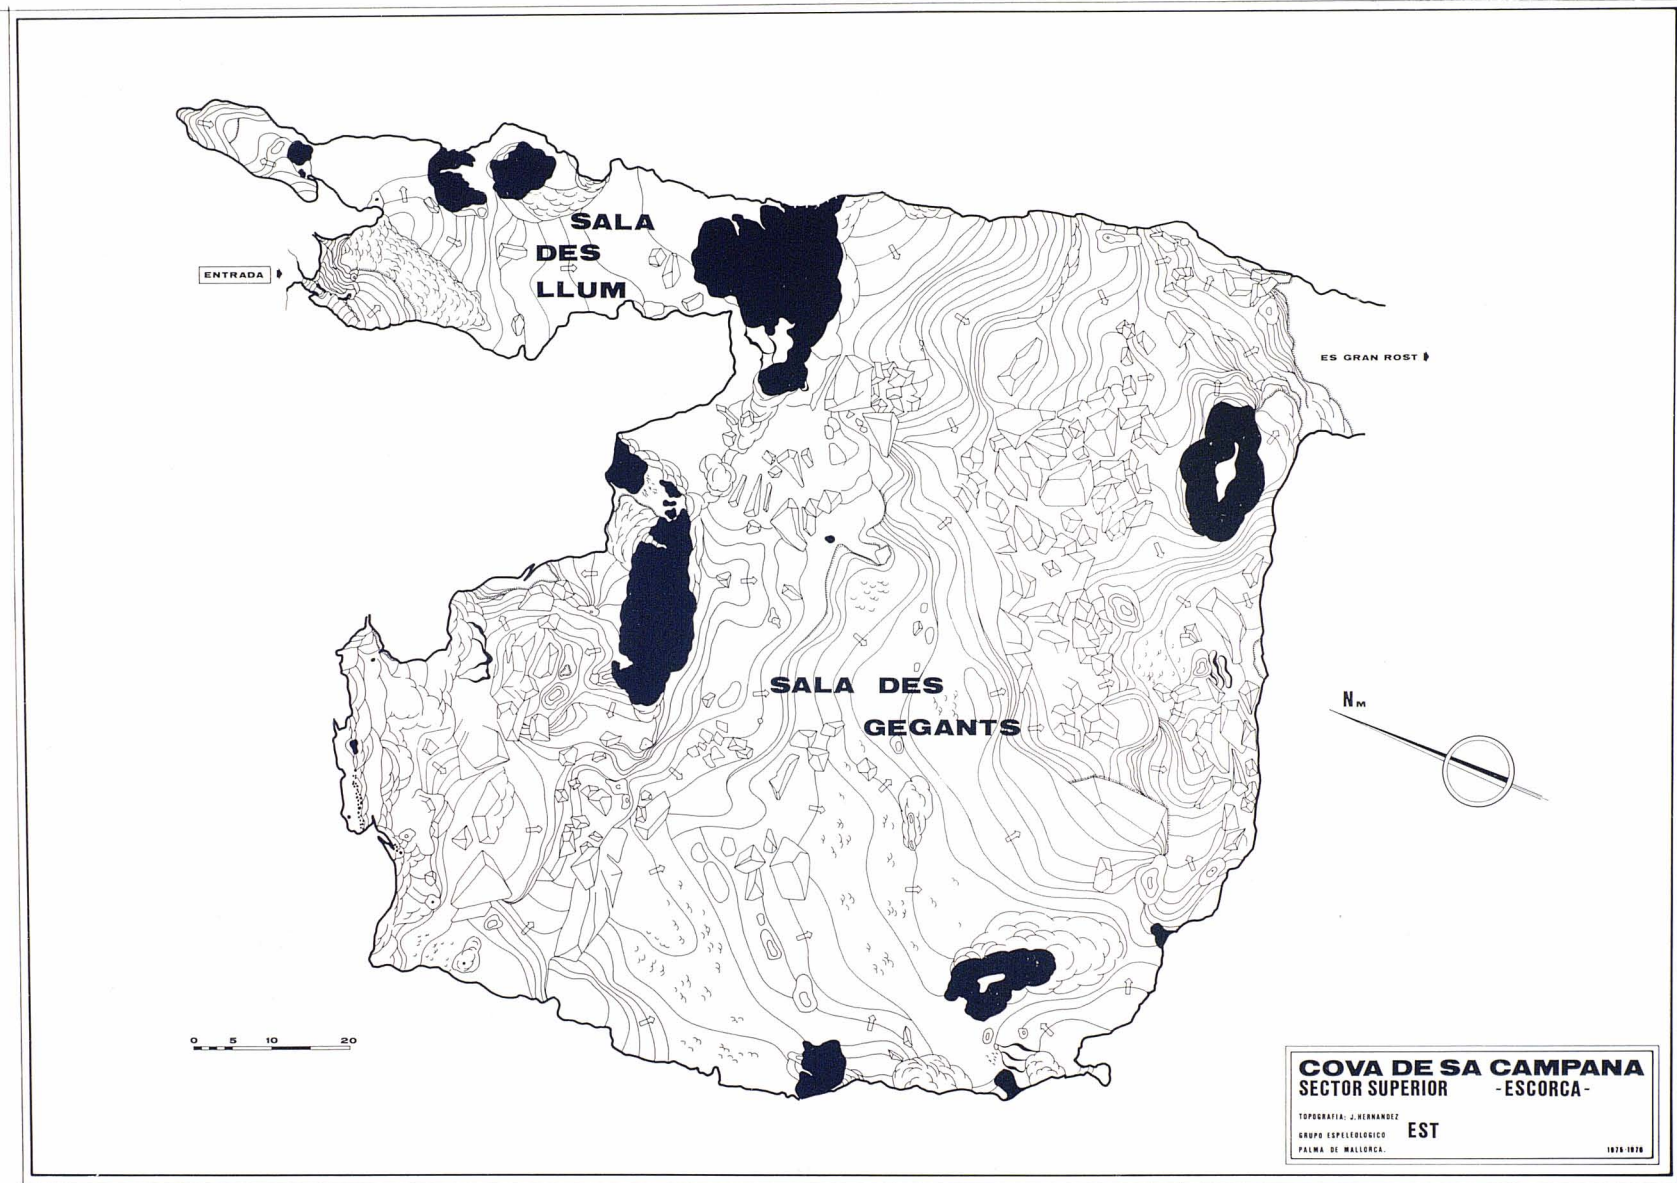 SALA
DES
LLUM
ENTRADA
ES GRAN ROST
SALA DES
GEGANTS
N M
0 5 10 20
COVA DE SA CAMPANA
SECTOR SUPERIOR -ESCORCA-
TOPOGRAFIA: J. HERNANDEZ
GRUPO ESPELEOLOGICO EST
PALMA DE MALLORCA.